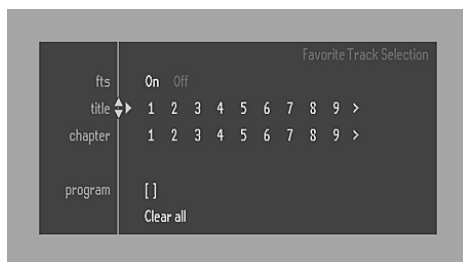 Favorite Track Selection
fts On Off
title 1 2 3 4 5 6 7 8 9 >
chapter 1 2 3 4 5 6 7 8 9 >
program [ ]
Clear all